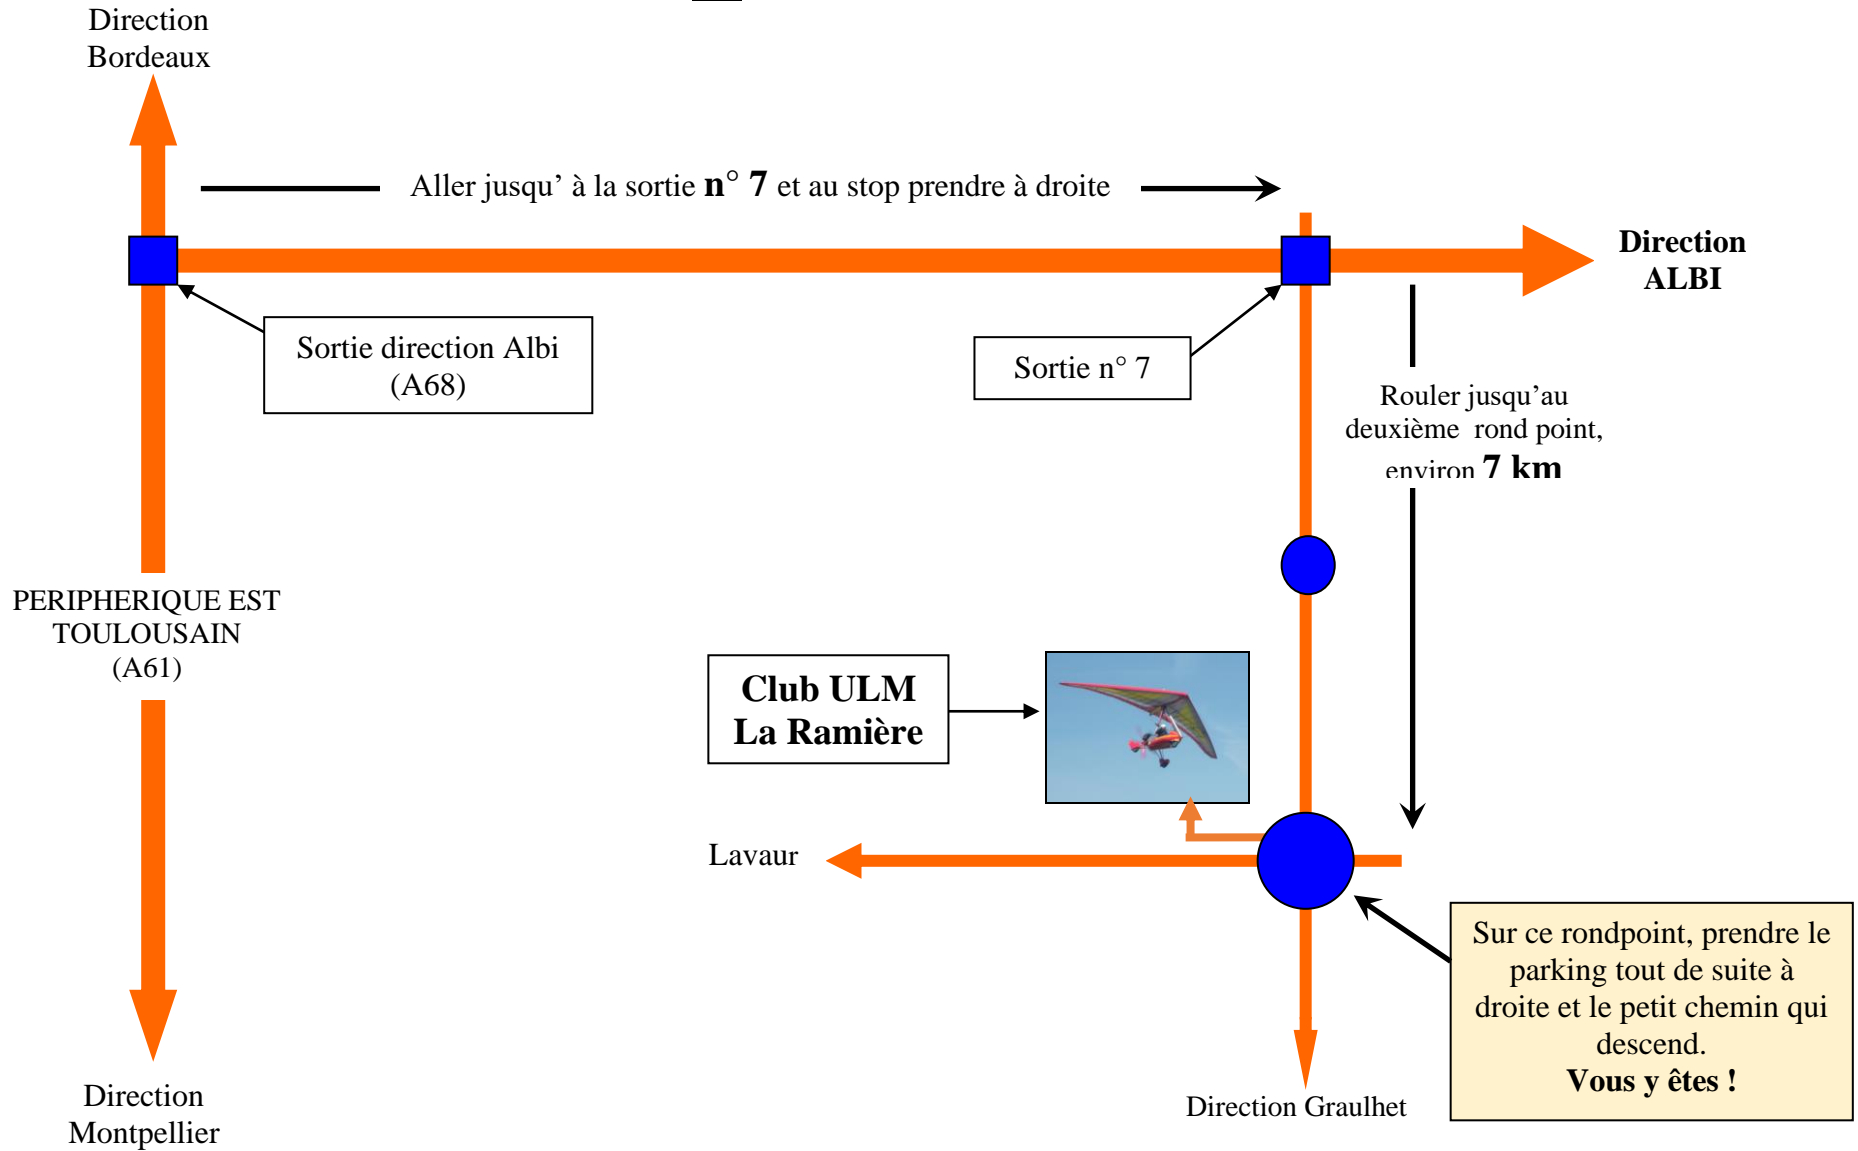 Direction
Bordeaux
Aller jusqu’ à la sortie n° 7 et au stop prendre à droite
Direction
ALBI
Sortie direction Albi
(A68)
Sortie n° 7
Rouler jusqu’au
deuxième rond point,
environ 7 km
PERIPHERIQUE EST
TOULOUSAIN
(A61)
Club ULM
La Ramière
Lavaur
Sur ce rondpoint, prendre le
parking tout de suite à
droite et le petit chemin qui
descend.
Vous y êtes !
Direction Graulhet
Direction
Montpellier